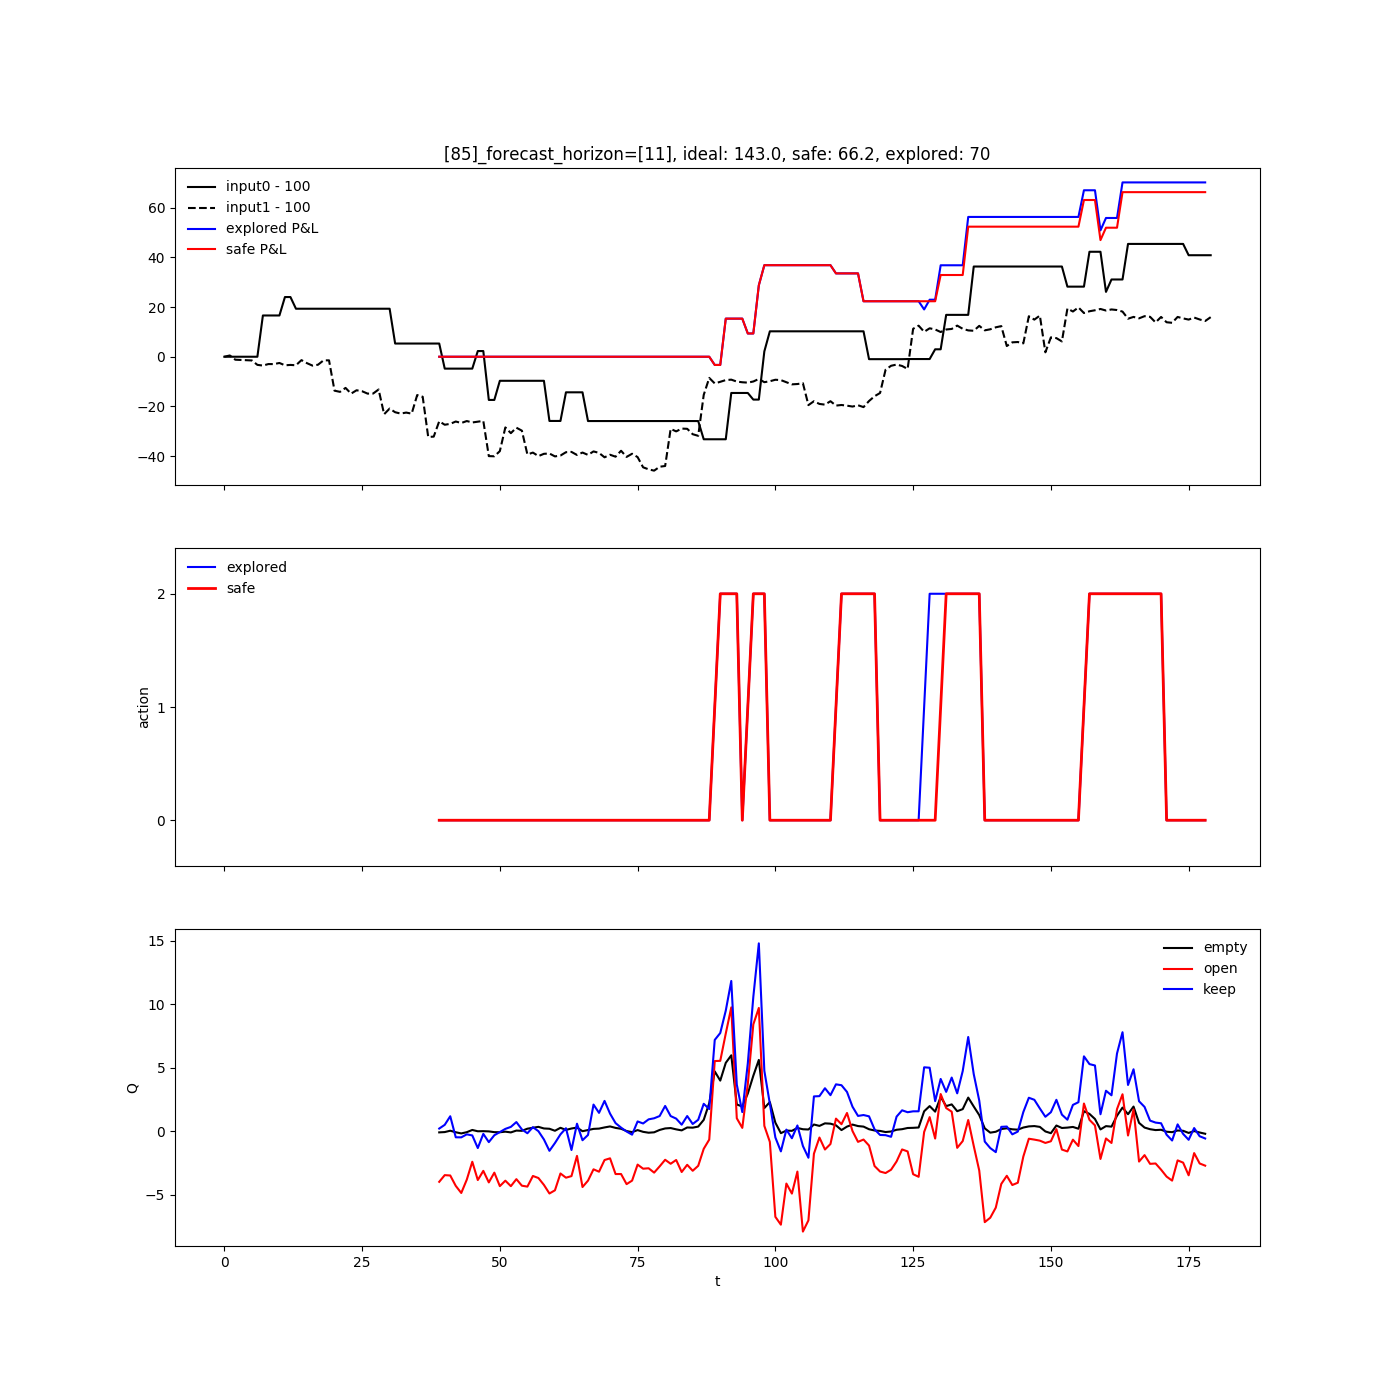 [85]_forecast_horizon=[11], ideal: 143.0, safe: 66.2, explored: 70
input0 - 100
input1 - 100
explored P&L
safe P&L
60
40
20
0
−20
−40
explored
safe
2
1
0
action
empty
open
keep
15
10
5
0
−5
Q
0 25 50 75 100 125 150 175
t